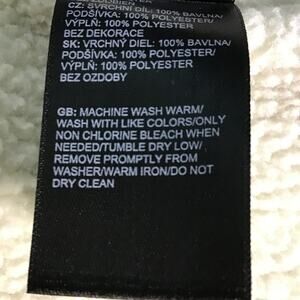 CZ: SVRCHNÍ DÍL: 100% BAVLNA/
PODŠÍVKA: 100% POLYESTER/
VÝPLŇ: 100% POLYESTER
BEZ DEKORACE
SK: VRCHNÝ DIEL: 100% BAVLNA/
PODŠÍVKA: 100% POLYESTER/
VÝPLŇ: 100% POLYESTER
BEZ OZDOBY
GB: MACHINE WASH WARM/
WASH WITH LIKE COLORS/ONLY
NON CHLORINE BLEACH WHEN
NEEDED/TUMBLE DRY LOW/
REMOVE PROMPTLY FROM
WASHER/WARM IRON/DO NOT
DRY CLEAN